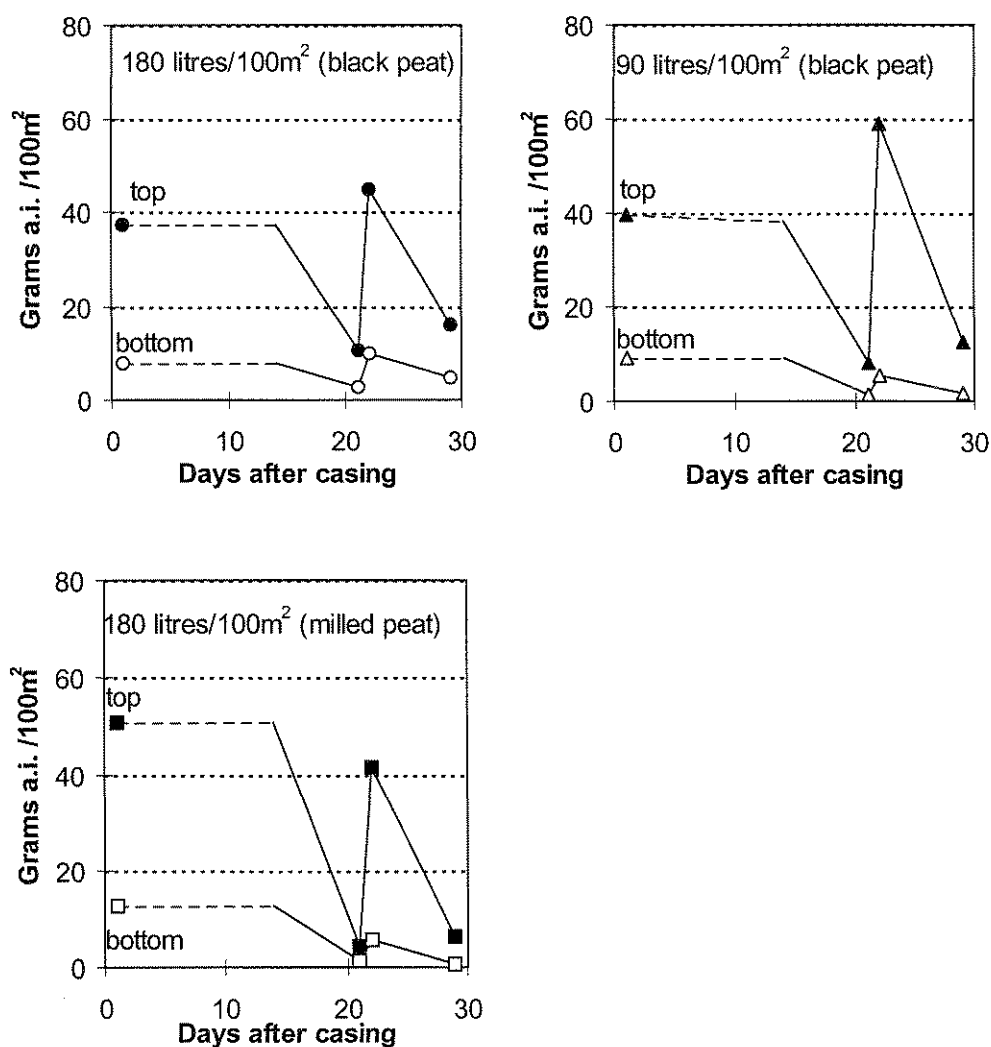 180 litres/100m² (black peat)
Grams a.i. /100m²
80
60
40
20
0
top
bottom
0 10 20 30
Days after casing
90 litres/100m² (black peat)
Grams a.i. /100m²
80
60
40
20
0
top
bottom
0 10 20 30
Days after casing
180 litres/100m² (milled peat)
Grams a.i. /100m²
80
60
40
20
0
top
bottom
0 10 20 30
Days after casing